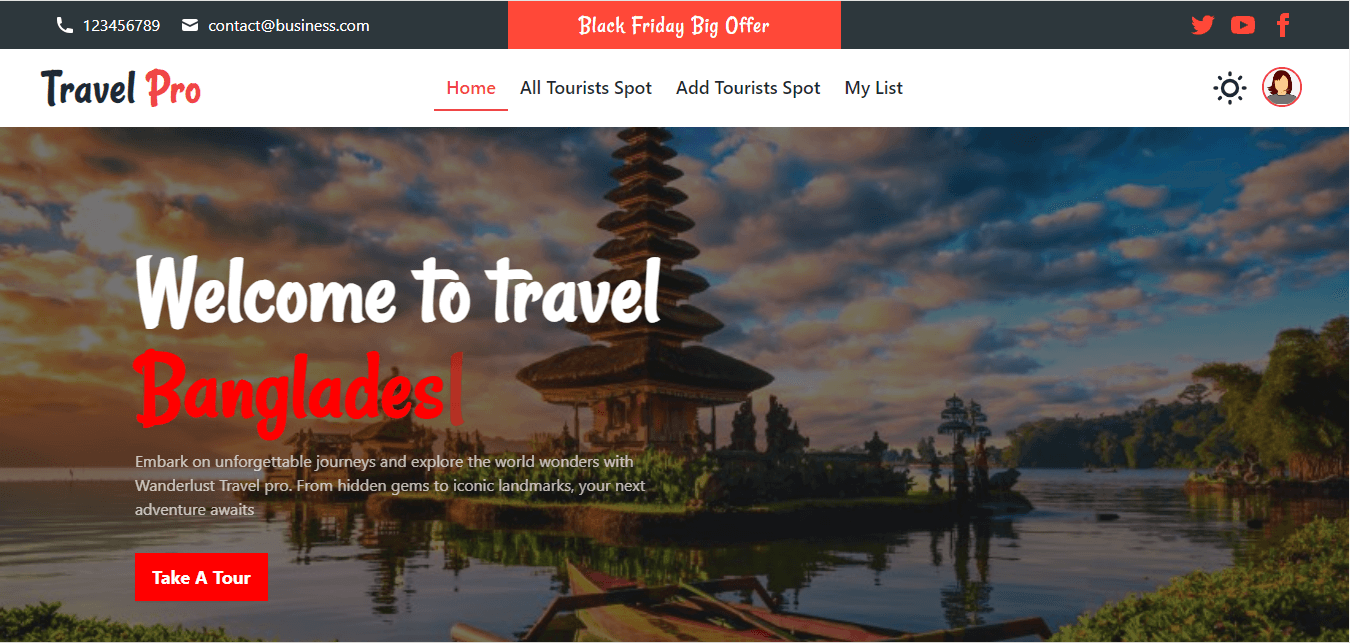 123456789 contact@business.com Black Friday Big Offer
Travel Pro Home All Tourists Spot Add Tourists Spot My List
Welcome to travel
Banglades
Embark on unforgettable journeys and explore the world wonders with
Wanderlust Travel pro. From hidden gems to iconic landmarks, your next
adventure awaits
Take A Tour